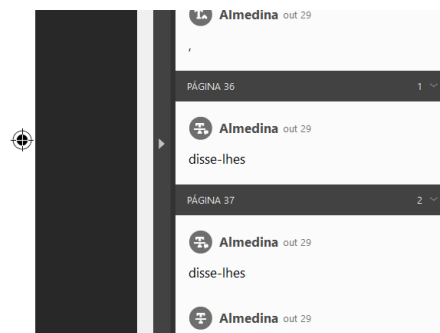 Almedina out 29
,
PÁGINA 36 1
Almedina out 29
disse-lhes
PÁGINA 37 2
Almedina out 29
disse-lhes
Almedina out 29